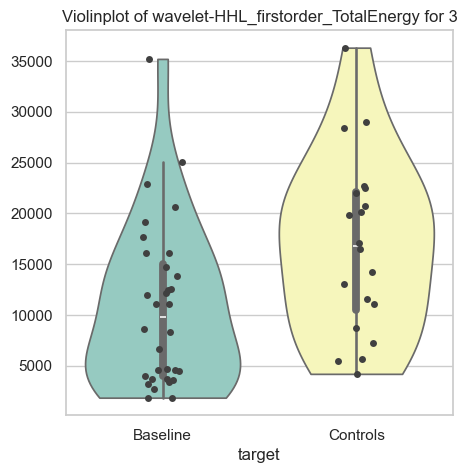 Violinplot of wavelet-HHL_firstorder_TotalEnergy for 3
35000
30000
25000
20000
15000
10000
5000
Baseline Controls
target